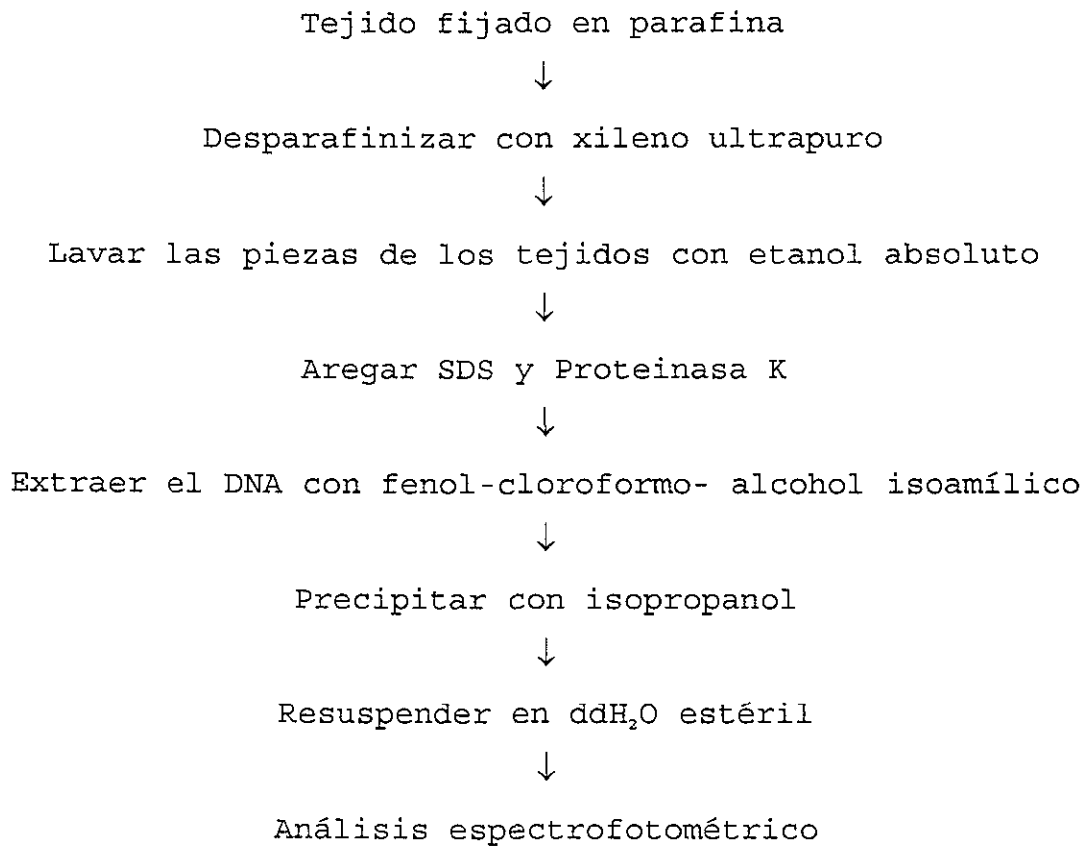 Tejido fijado en parafina
↓
Desparafinizar con xileno ultrapuro
↓
Lavar las piezas de los tejidos con etanol absoluto
↓
Aregar SDS y Proteinasa K
↓
Extraer el DNA con fenol-cloroformo- alcohol isoamílico
↓
Precipitar con isopropanol
↓
Resuspender en ddH₂O estéril
↓
Análisis espectrofotométrico